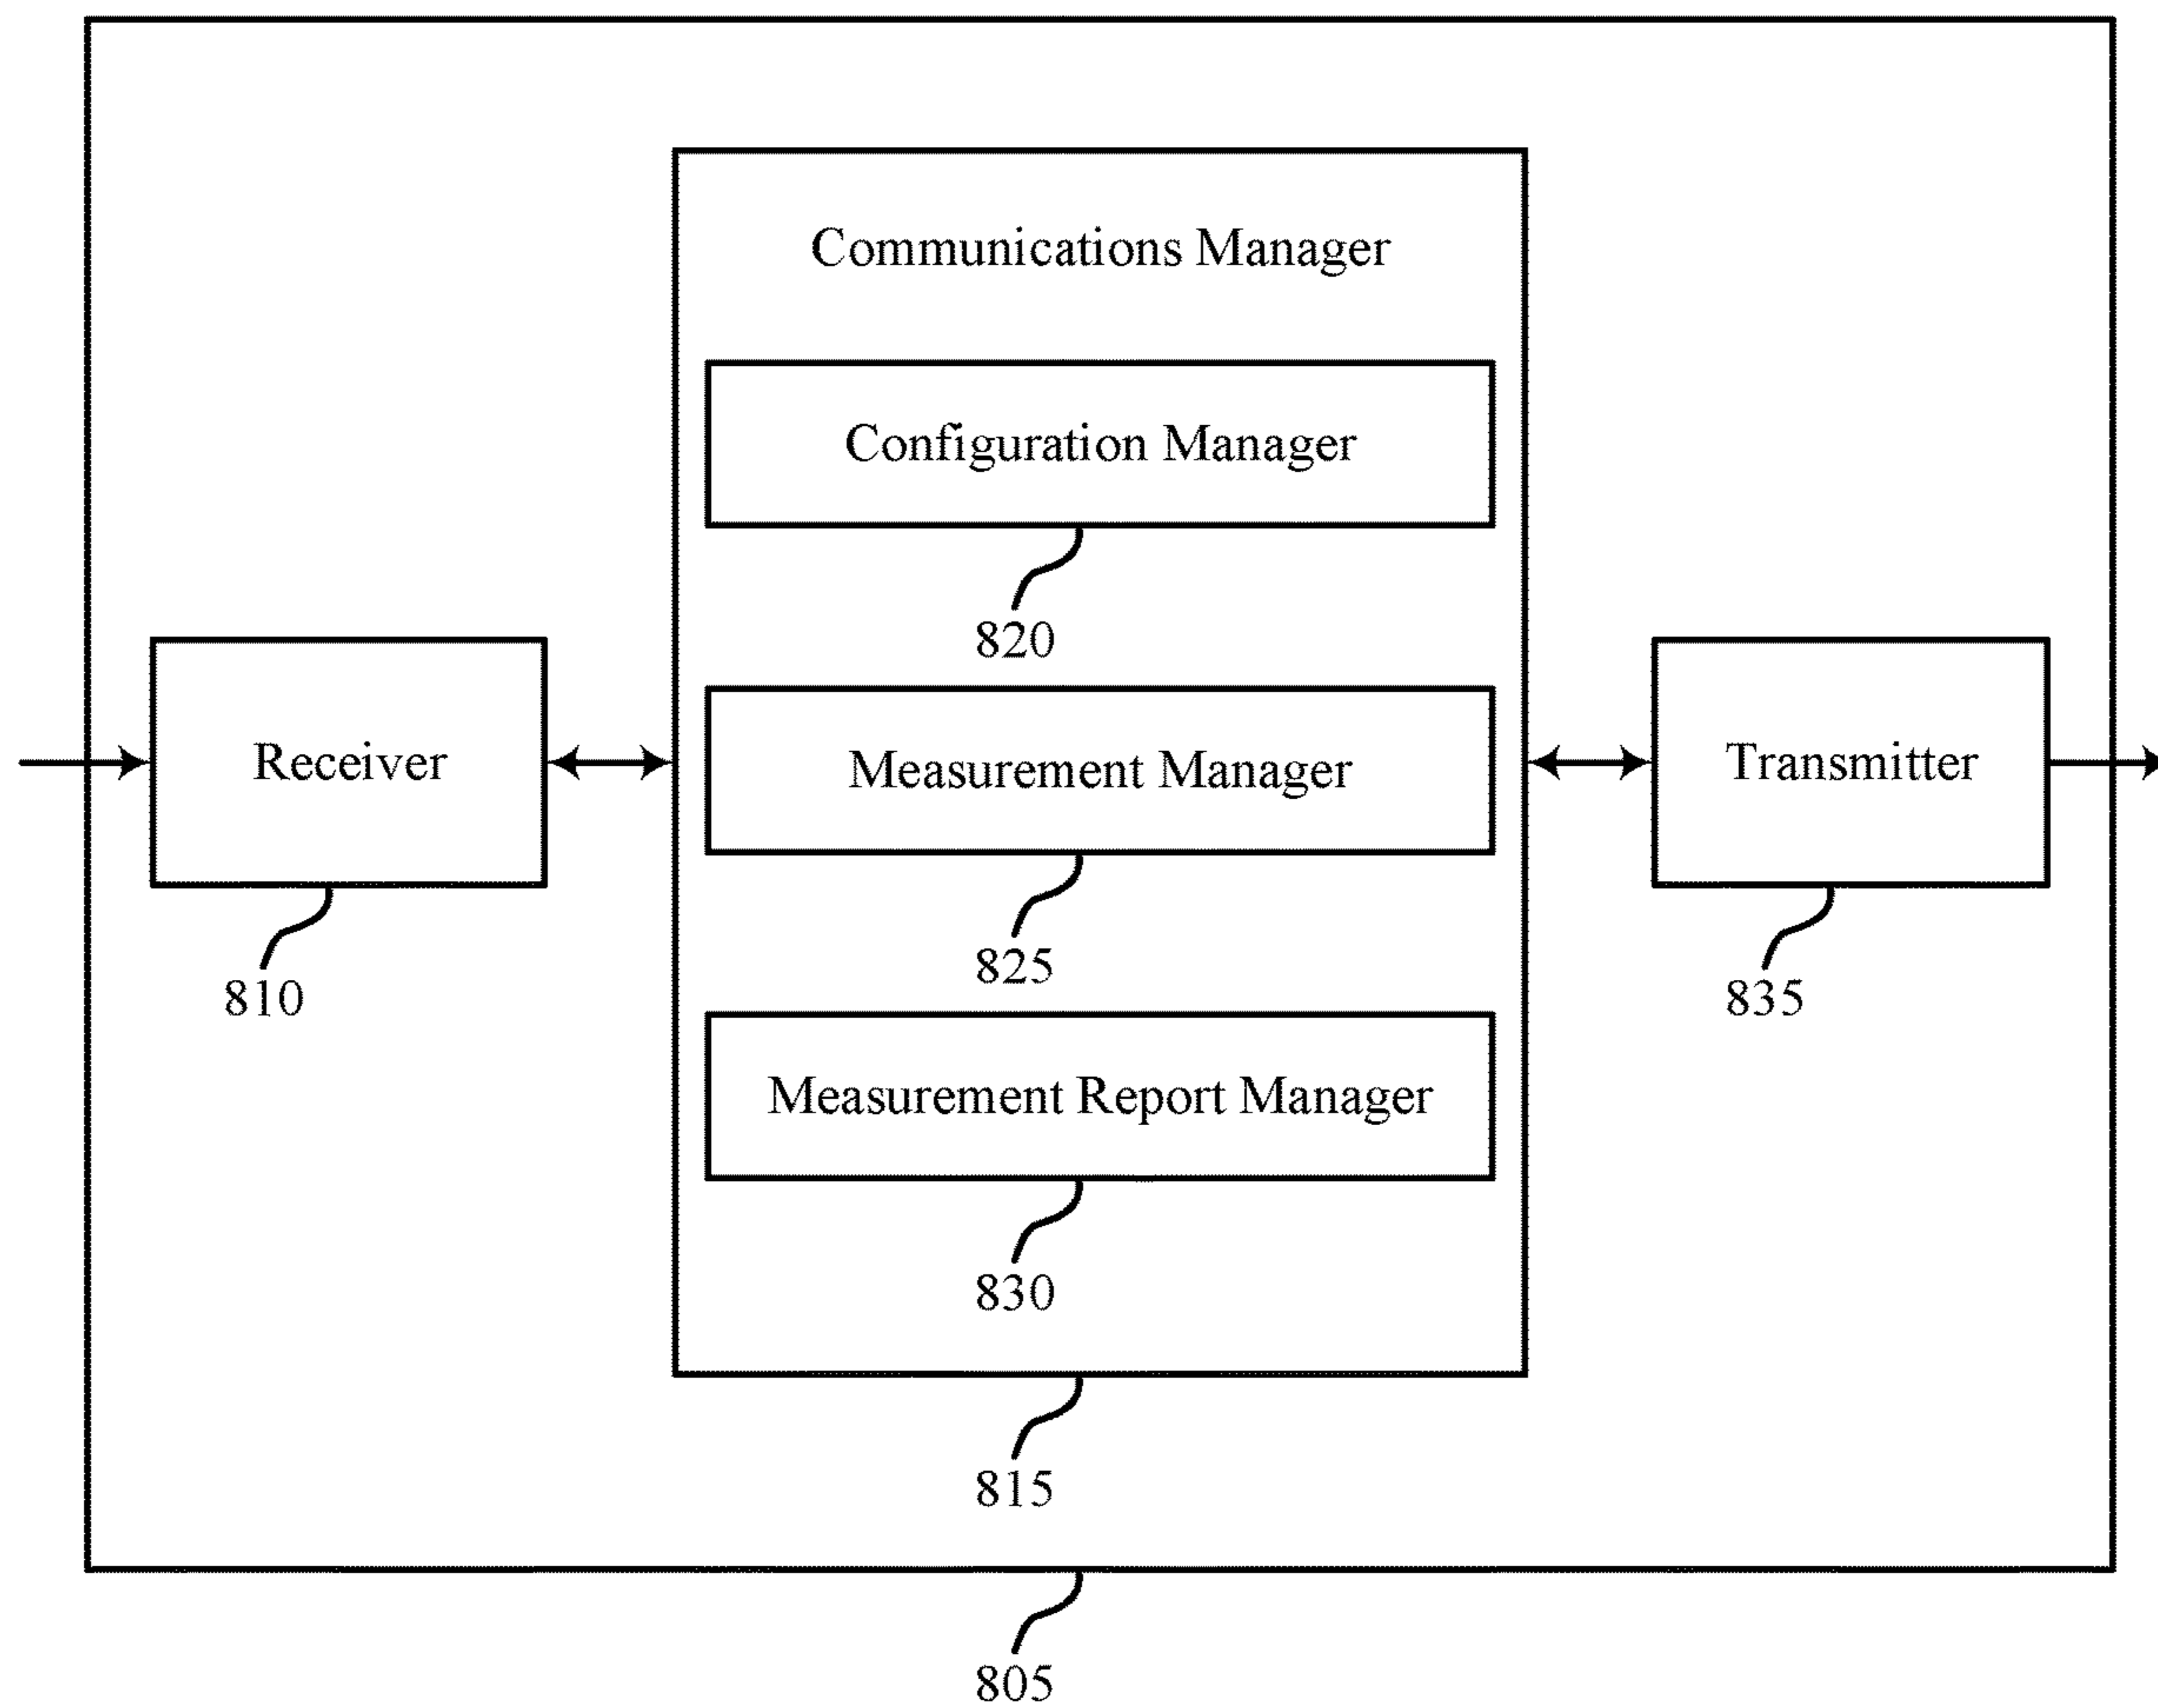 Communications Manager
Configuration Manager
820
Receiver
Measurement Manager
Transmitter
810
825
835
Measurement Report Manager
830
815
805